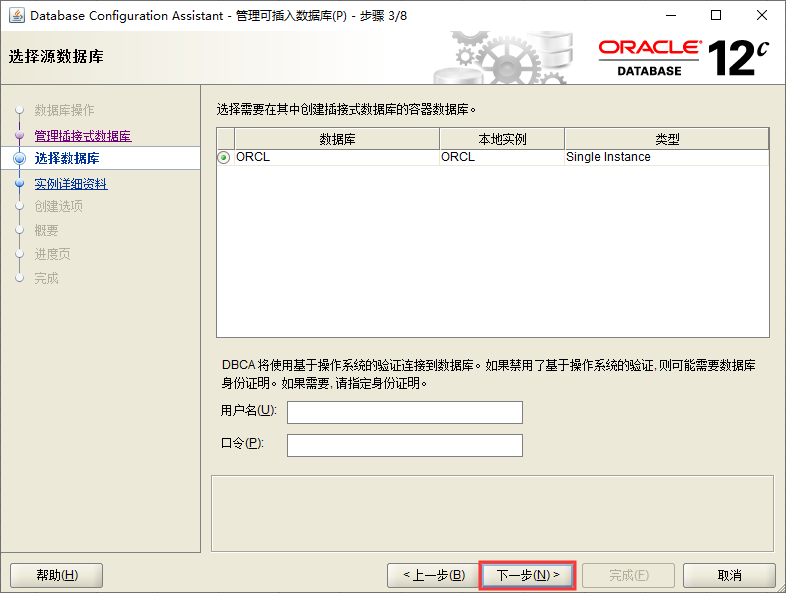 Database Configuration Assistant - 管理可插入数据库(P) - 步骤 3/8
选择源数据库
ORACLE®
DATABASE
12c
数据库操作
管理插接式数据库
选择数据库
实例详细资料
创建选项
概要
进度页
完成
选择需要在其中创建插接式数据库的容器数据库。
数据库 本地实例 类型
ORCL ORCL Single Instance
DBCA 将使用基于操作系统的验证连接到数据库。如果禁用了基于操作系统的验证, 则可能需要数据库
身份证明。如果需要, 请指定身份证明。
用户名(U):
口令(P):
帮助(H) < 上一步(B) 下一步(N) > 完成(F) 取消